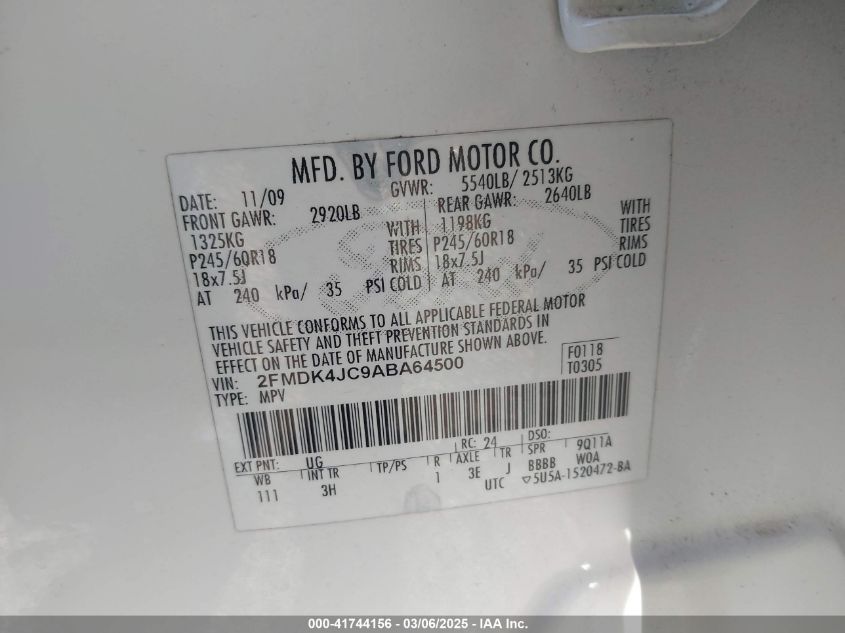 MFD. BY FORD MOTOR CO.
DATE: 11/09 GVWR: 5540LB/ 2513KG
FRONT GAWR: 2920LB REAR GAWR: 2640LB
1325KG WITH 1198KG WITH
P245/60R18 TIRES P245/60R18 TIRES
18x7.5J RIMS 18x7.5J RIMS
AT 240 kPa/ 35 PSI COLD AT 240 kPa/ 35 PSI COLD
THIS VEHICLE CONFORMS TO ALL APPLICABLE FEDERAL MOTOR
VEHICLE SAFETY AND THEFT PREVENTION STANDARDS IN
EFFECT ON THE DATE OF MANUFACTURE SHOWN ABOVE.
VIN: 2FMDK4JC9ABA64500 F0118
TYPE: MPV T0305
EXT PNT: UG RC: 24 DSO:
WB INT TR TP/PS R AXLE TR SPR 9Q11A
111 3H 1 3E J BBBB W0A
UTC ▽5U5A-1520472-BA
000-41744156 - 03/06/2025 - IAA Inc.